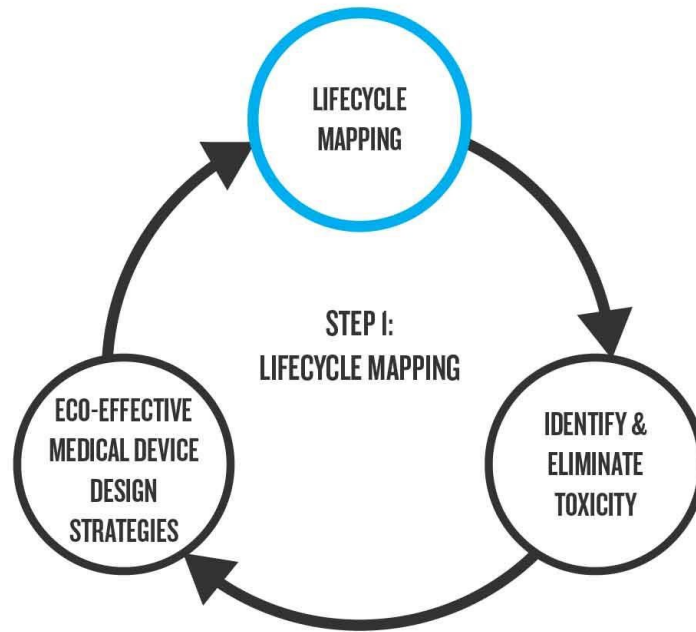 LIFECYCLE
MAPPING
STEP 1:
LIFECYCLE MAPPING
ECO-EFFECTIVE
MEDICAL DEVICE
DESIGN
STRATEGIES
IDENTIFY &
ELIMINATE
TOXICITY